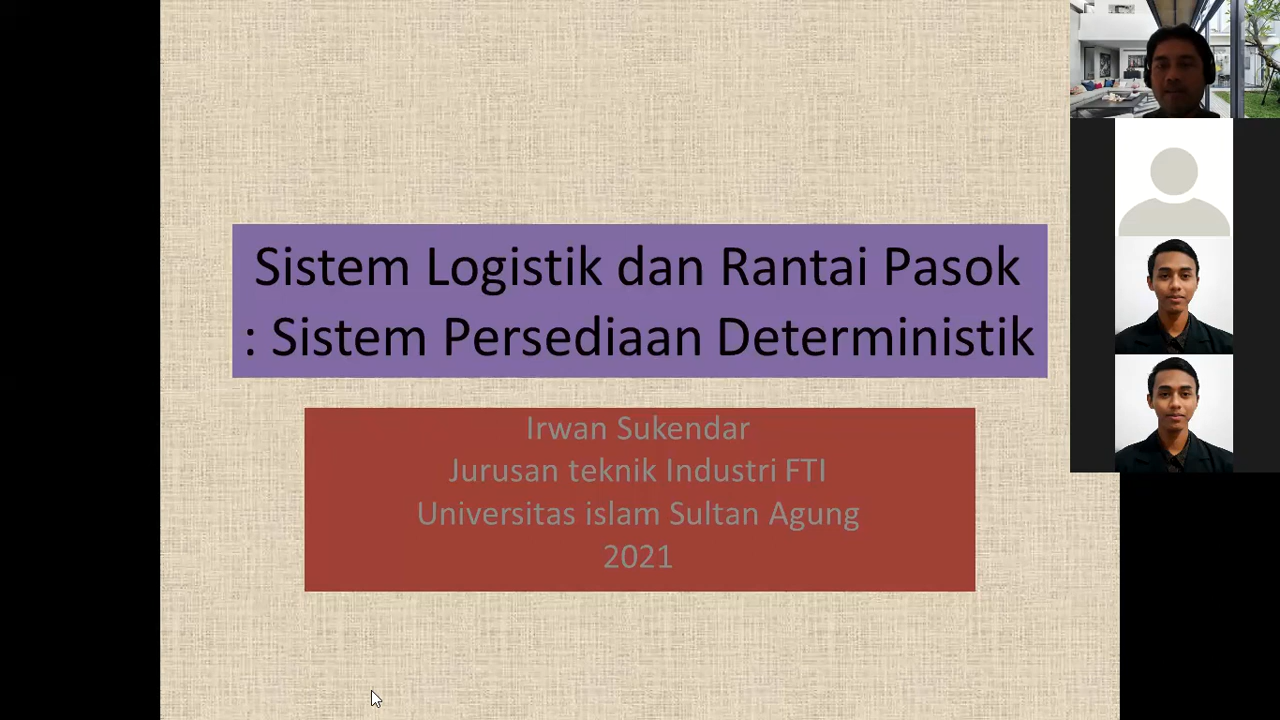 Sistem Logistik dan Rantai Pasok
: Sistem Persediaan Deterministik
Irwan Sukendar
Jurusan teknik Industri FTI
Universitas islam Sultan Agung
2021